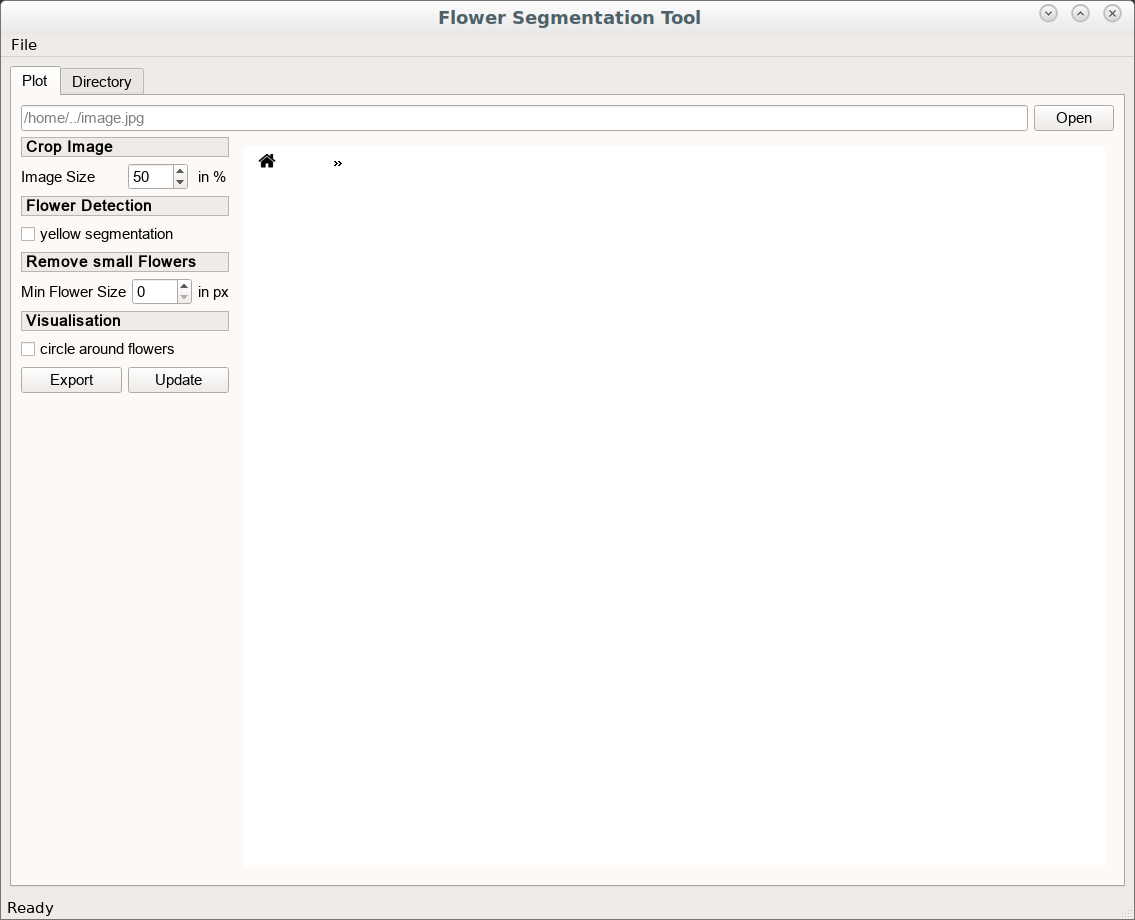 Flower Segmentation Tool
File
Plot Directory
/home/../image.jpg Open
Crop Image
Image Size 50 in %
Flower Detection
yellow segmentation
Remove small Flowers
Min Flower Size 0 in px
Visualisation
circle around flowers
Export Update
»
Ready